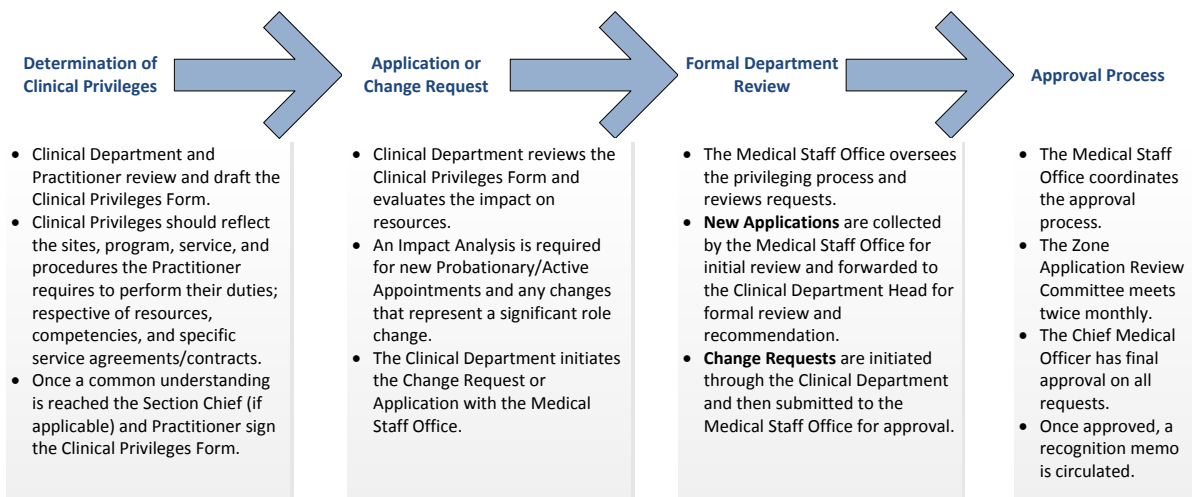 Determination of
Clinical Privileges
Application or
Change Request
Formal Department
Review
Approval Process
• Clinical Department and
Practitioner review and draft the
Clinical Privileges Form.
• Clinical Privileges should reflect
the sites, program, service, and
procedures the Practitioner
requires to perform their duties;
respective of resources,
competencies, and specific
service agreements/contracts.
• Once a common understanding
is reached the Section Chief (if
applicable) and Practitioner sign
the Clinical Privileges Form.
• Clinical Department reviews the
Clinical Privileges Form and
evaluates the impact on
resources.
• An Impact Analysis is required
for new Probationary/Active
Appointments and any changes
that represent a significant role
change.
• The Clinical Department initiates
the Change Request or
Application with the Medical
Staff Office.
• The Medical Staff Office oversees
the privileging process and
reviews requests.
• New Applications are collected
by the Medical Staff Office for
initial review and forwarded to
the Clinical Department Head for
formal review and
recommendation.
• Change Requests are initiated
through the Clinical Department
and then submitted to the
Medical Staff Office for approval.
• The Medical Staff
Office coordinates
the approval
process.
• The Zone
Application Review
Committee meets
twice monthly.
• The Chief Medical
Officer has final
approval on all
requests.
• Once approved, a
recognition memo
is circulated.